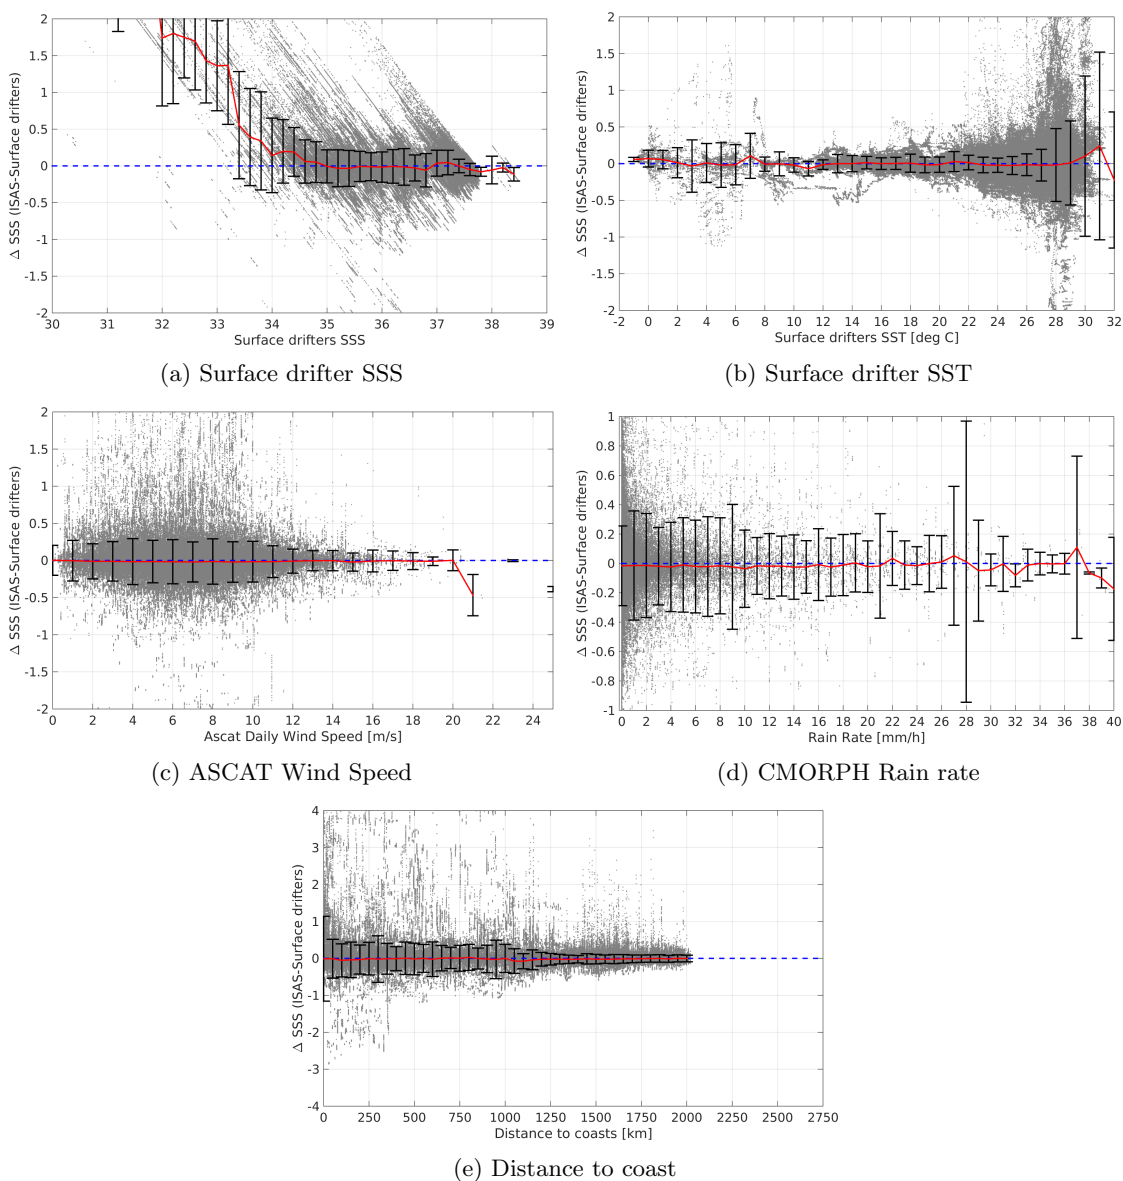 2
1.5
1
0.5
0
-0.5
-1
-1.5
-2
Δ SSS (ISAS-Surface drifters)
30 31 32 33 34 35 36 37 38 39
Surface drifters SSS
(a) Surface drifter SSS
2
1.5
1
0.5
0
-0.5
-1
-1.5
-2
Δ SSS (ISAS-Surface drifters)
-2 0 2 4 6 8 10 12 14 16 18 20 22 24 26 28 30 32
Surface drifters SST [deg C]
(b) Surface drifter SST
2
1.5
1
0.5
0
-0.5
-1
-1.5
-2
Δ SSS (ISAS-Surface drifters)
0 2 4 6 8 10 12 14 16 18 20 22 24
Ascat Daily Wind Speed [m/s]
(c) ASCAT Wind Speed
1
0.8
0.6
0.4
0.2
0
-0.2
-0.4
-0.6
-0.8
-1
Δ SSS (ISAS-Surface drifters)
0 2 4 6 8 10 12 14 16 18 20 22 24 26 28 30 32 34 36 38 40
Rain Rate [mm/h]
(d) CMORPH Rain rate
4
3
2
1
0
-1
-2
-3
-4
Δ SSS (ISAS-Surface drifters)
0 250 500 750 1000 1250 1500 1750 2000 2250 2500 2750
Distance to coasts [km]
(e) Distance to coast